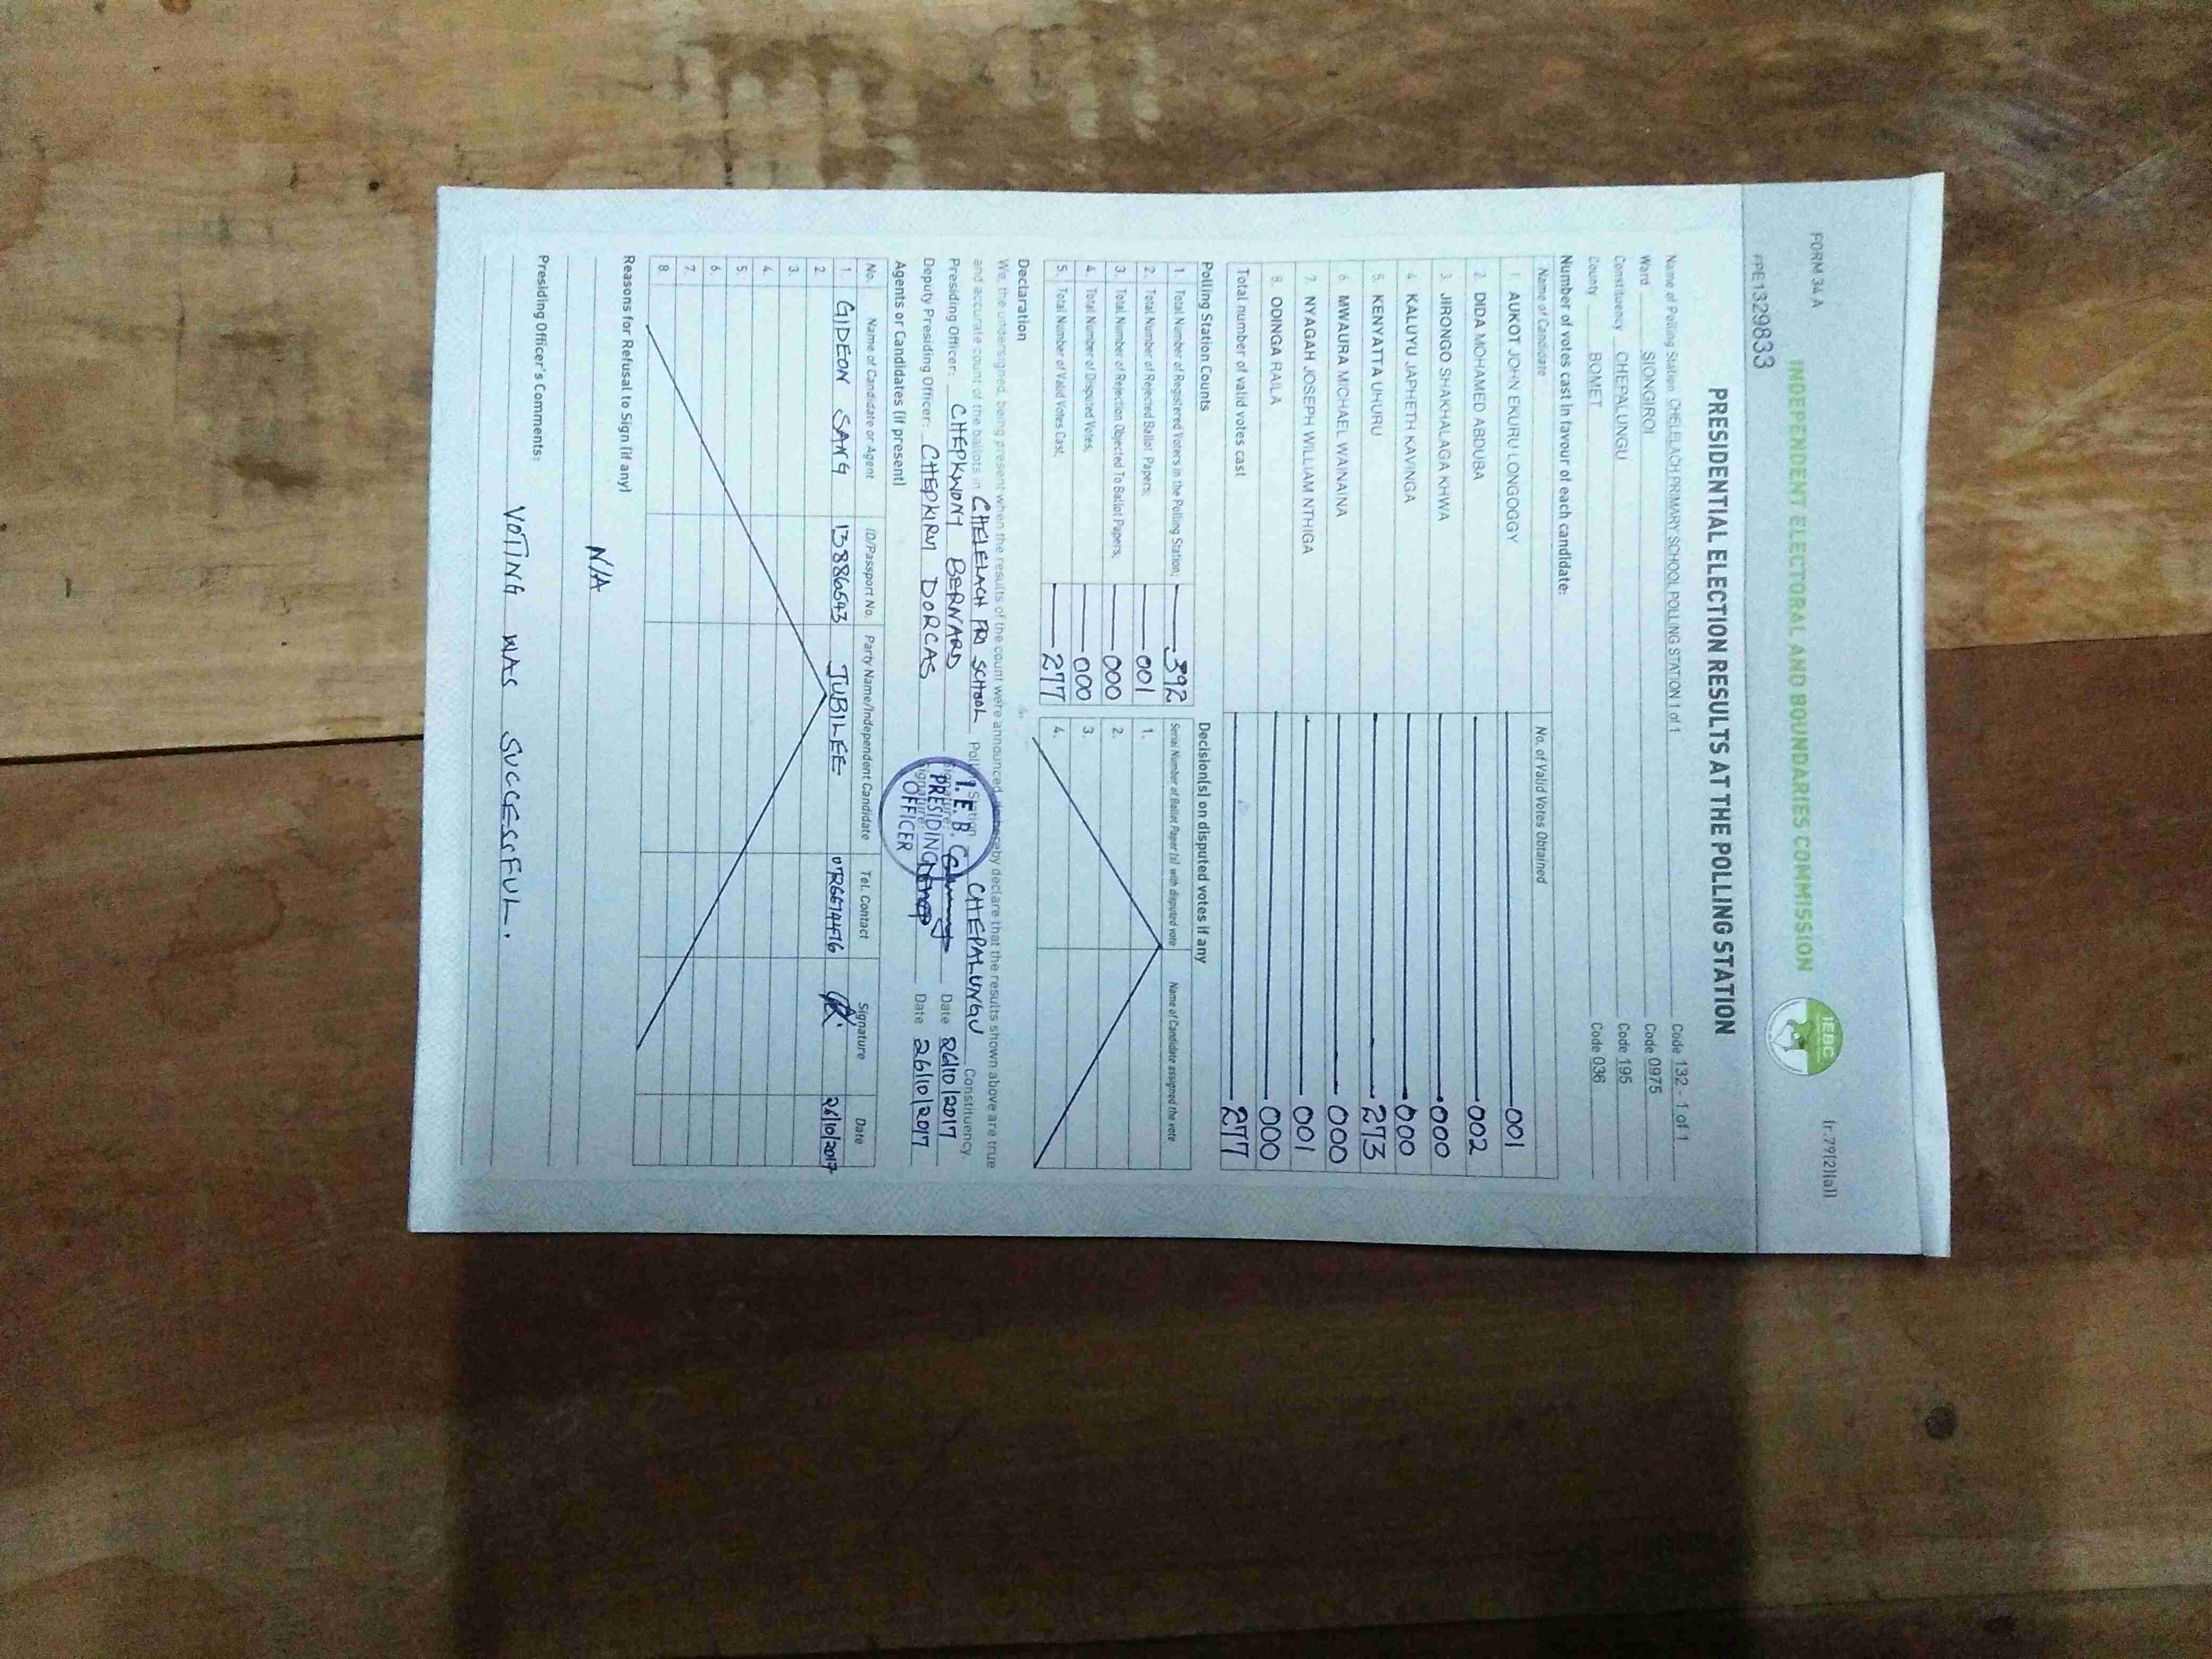 FORM 34 A
(r.79(2)(a))
INDEPENDENT ELECTORAL AND BOUNDARIES COMMISSION
IEBC
PE1329833
PRESIDENTIAL ELECTION RESULTS AT THE POLLING STATION
Name of Polling Station CHELELACH PRIMARY SCHOOL POLLING STATION 1 of 1 Code 132 - 1 of 1
Ward SIONGIROI Code 0975
Constituency CHEPALUNGU Code 195
County BOMET Code 036
Number of votes cast in favour of each candidate:
Name of Candidate No. of Valid Votes Obtained
1. AUKOT JOHN EKURU LONGOGGY 001
2. DIDA MOHAMED ABDUBA 002
3. JIRONGO SHAKHALAGA KHWA 000
4. KALUYU JAPHETH KAVINGA 000
5. KENYATTA UHURU 273
6. MWAURA MICHAEL WAINAINA 000
7. NYAGAH JOSEPH WILLIAM NTHIGA 001
8. ODINGA RAILA 000
Total number of valid votes cast 277
Polling Station Counts
1. Total Number of Registered Voters in the Polling Station; 392
2. Total Number of Rejected Ballot Papers; 001
3. Total Number of Rejection Objected To Ballot Papers; 000
4. Total Number of Disputed Votes; 000
5. Total Number of Valid Votes Cast; 277
Decision(s) on disputed votes if any
Serial Number of Ballot Paper (s) with disputed vote Name of Candidate assigned the vote
1.
2.
3.
4.
Declaration
We, the undersigned, being present when the results of the count were announced, do hereby declare that the results shown above are true
and accurate count of the ballots in CHELELACH PRI SCHOOL Polling Station CHEPALUNGU Constituency.
Presiding Officer: CHEPKWONY BERNARD Signature: Date 26/10/2017
Deputy Presiding Officer: CHEPKIRUI DORCAS Signature: Date 26/10/2017
I. E. B. C
PRESIDING
OFFICER
Agents or Candidates (if present)
No. Name of Candidate or Agent ID/Passport No. Party Name/Independent Candidate Tel. Contact Signature Date
1. GIDEON SANG 13886643 JUBILEE 26/10/2017
2.
3.
4.
5.
6.
7.
8.
Reasons for Refusal to Sign (if any)
N/A
Presiding Officer's Comments:
VOTING WAS SUCCESSFUL.